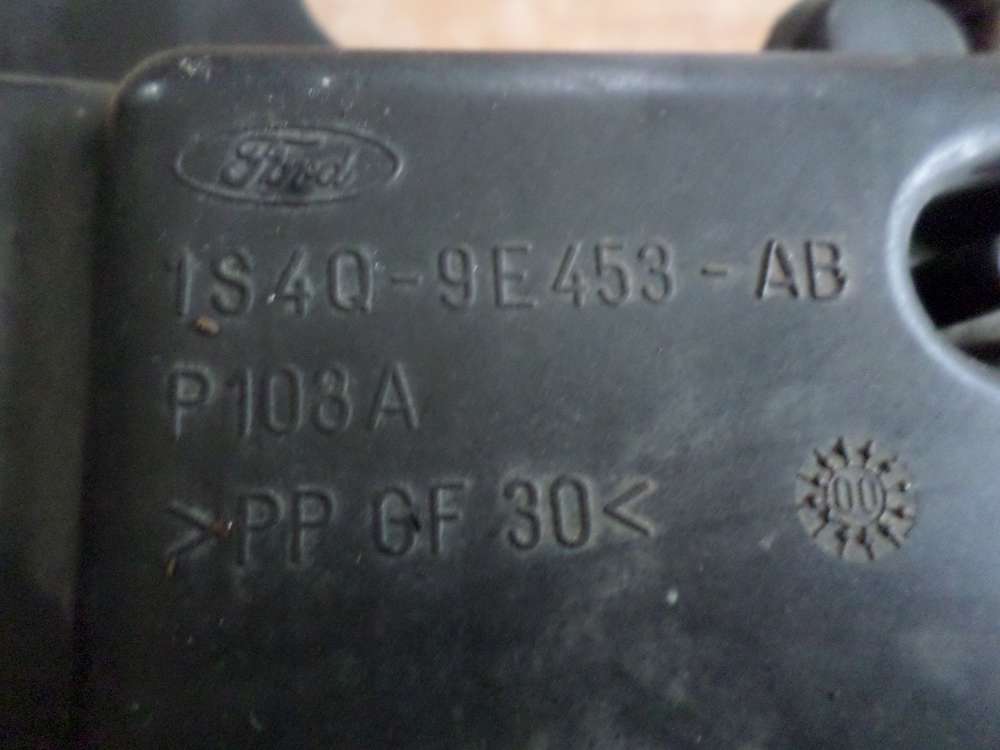 Ford
1S4Q-9E453-AB
P103A
>PP GF 30<
00